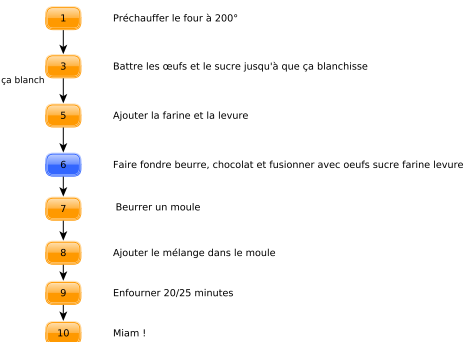 1 Préchauffer le four à 200°
3 Battre les œufs et le sucre jusqu'à que ça blanchisse
ça blanch
5 Ajouter la farine et la levure
6 Faire fondre beurre, chocolat et fusionner avec oeufs sucre farine levure
7 Beurrer un moule
8 Ajouter le mélange dans le moule
9 Enfourner 20/25 minutes
10 Miam !